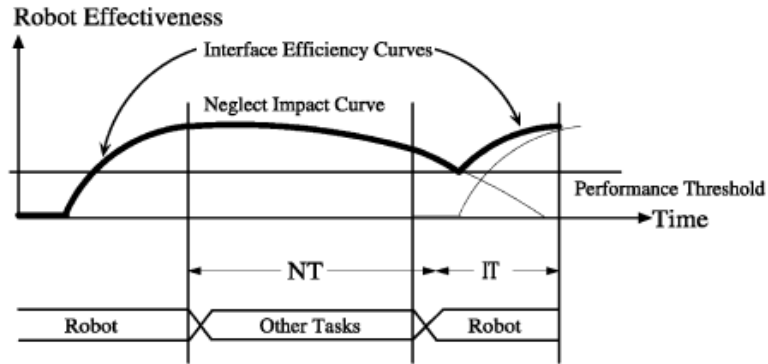 Robot Effectiveness
Interface Efficiency Curves
Neglect Impact Curve
Performance Threshold
Time
NT
IT
Robot
Other Tasks
Robot